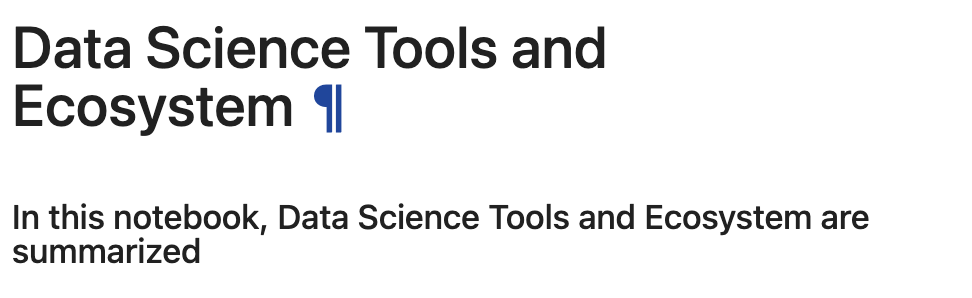 Data Science Tools and
Ecosystem ¶
In this notebook, Data Science Tools and Ecosystem are
summarized